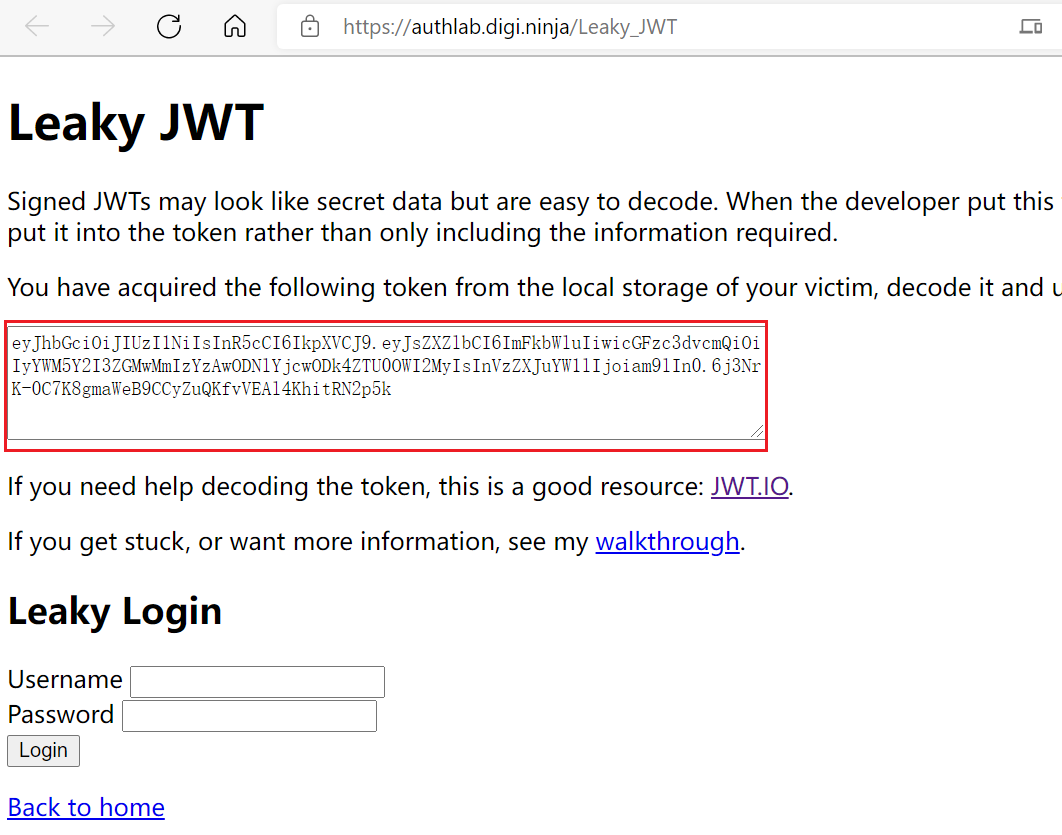 https://authlab.digi.ninja/Leaky_JWT
Leaky JWT
Signed JWTs may look like secret data but are easy to decode. When the developer put this
put it into the token rather than only including the information required.
You have acquired the following token from the local storage of your victim, decode it and u
eyJhbGciOiJIUzI1NiIsInR5cCI6IkpXVCJ9.eyJsZXZlbCI6ImFkbWluIiwicGFzc3dvcmQiOi
IyYWM5Y2I3ZGMwMmIzYzAwODNlYjcwODk4ZTU0OWI2MyIsInVzZXJuYW1lIjoiam9lIn0.6j3Nr
K-0C7K8gmaWeB9CCyZuQKfvVEAl4KhitRN2p5k
If you need help decoding the token, this is a good resource: JWT.IO.
If you get stuck, or want more information, see my walkthrough.
Leaky Login
Username
Password
Login
Back to home